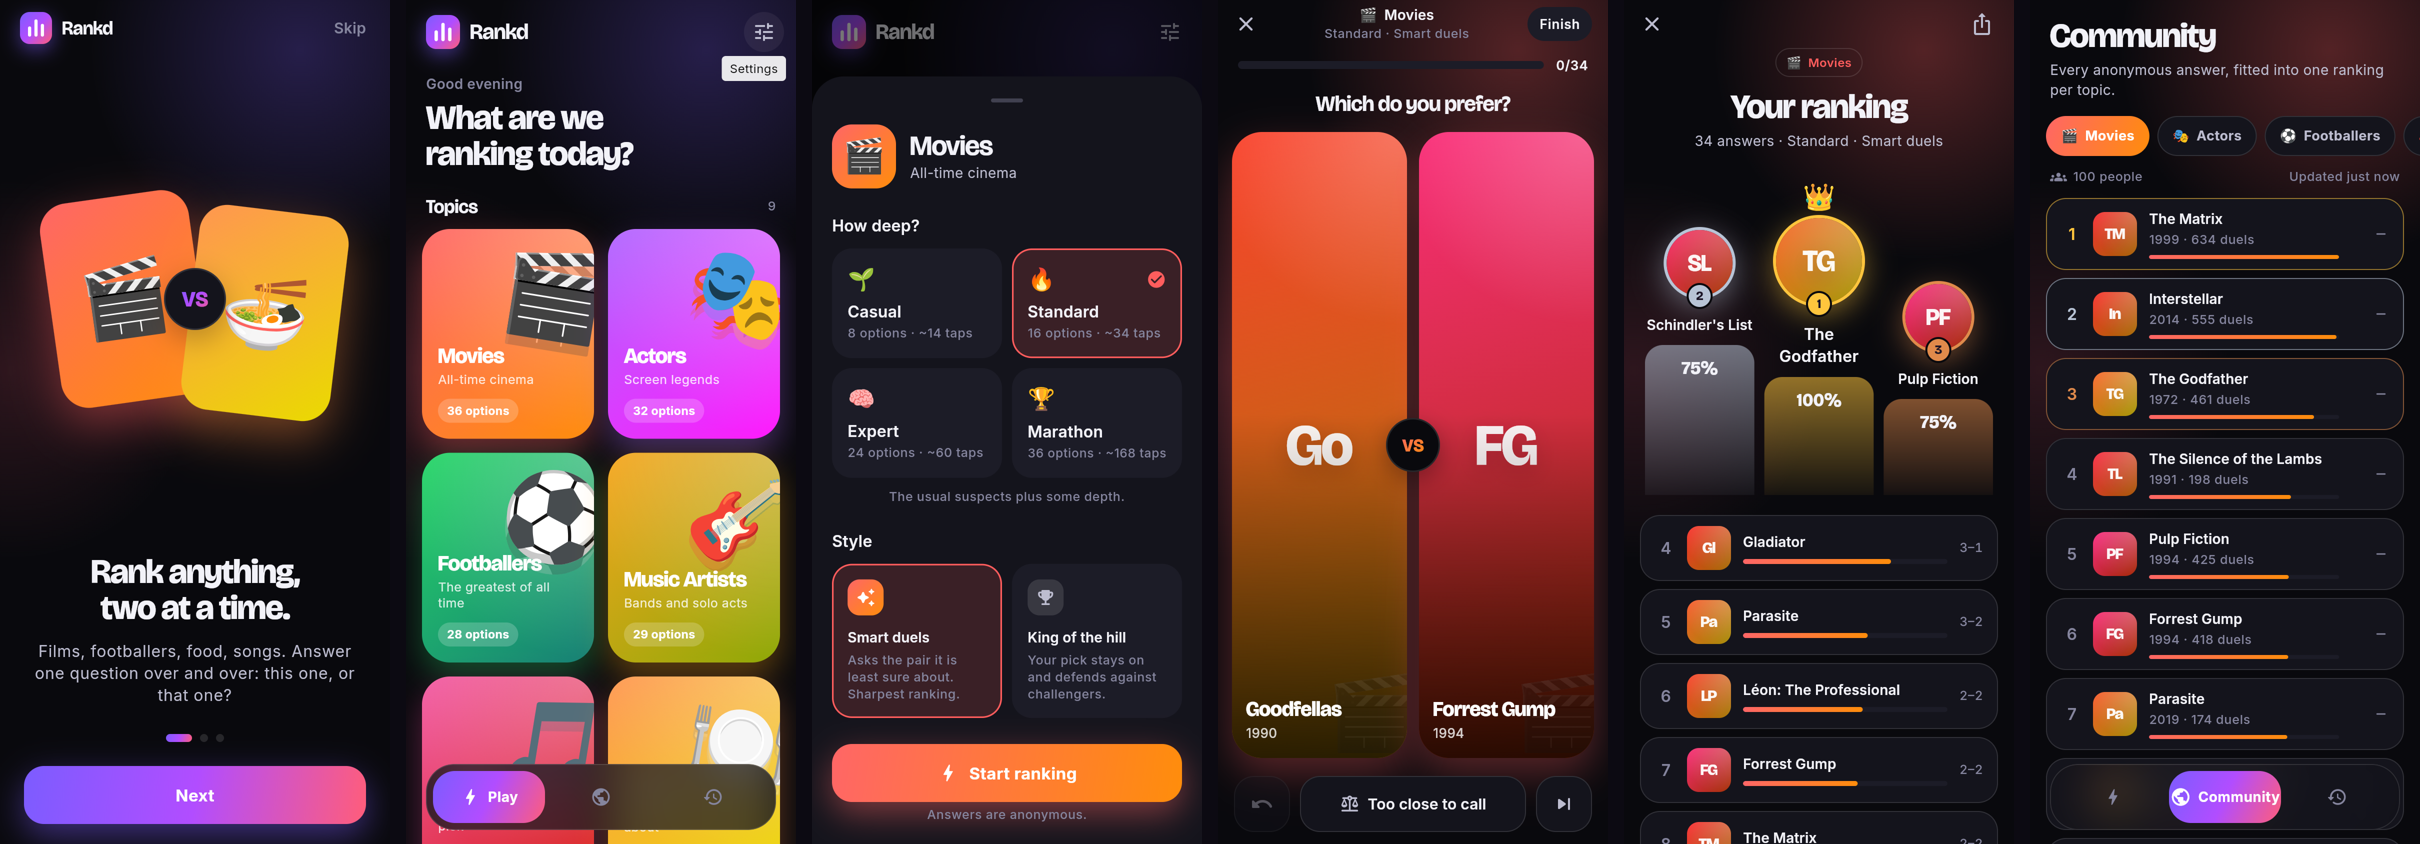 Rankd
Skip
VS
Rank anything,
two at a time.
Films, footballers, food, songs. Answer
one question over and over: this one, or
that one?
Next
Rankd
Settings
Good evening
What are we
ranking today?
Topics
9
Movies
All-time cinema
36 options
Actors
Screen legends
32 options
Footballers
The greatest of all
time
28 options
Music Artists
Bands and solo acts
29 options
Play
Rankd
Movies
All-time cinema
How deep?
Casual
8 options · ~14 taps
Standard
16 options · ~34 taps
Expert
24 options · ~60 taps
Marathon
36 options · ~168 taps
The usual suspects plus some depth.
Style
Smart duels
Asks the pair it is
least sure about.
Sharpest ranking.
King of the hill
Your pick stays on
and defends against
challengers.
Start ranking
Answers are anonymous.
Movies
Standard · Smart duels
Finish
0/34
Which do you prefer?
Go
VS
FG
Goodfellas
1990
Forrest Gump
1994
Too close to call
Movies
Your ranking
34 answers · Standard · Smart duels
SL
2
Schindler's List
75%
TG
1
The
Godfather
100%
PF
3
Pulp Fiction
75%
4
Gl
Gladiator
3–1
5
Pa
Parasite
3–2
6
LP
Léon: The Professional
2–2
7
FG
Forrest Gump
2–2
8
TM
The Matrix
2–2
Community
Every anonymous answer, fitted into one ranking
per topic.
Movies
Actors
Footballers
100 people
Updated just now
1
TM
The Matrix
1999 · 634 duels
–
2
In
Interstellar
2014 · 555 duels
–
3
TG
The Godfather
1972 · 461 duels
–
4
TL
The Silence of the Lambs
1991 · 198 duels
–
5
PF
Pulp Fiction
1994 · 425 duels
–
6
FG
Forrest Gump
1994 · 418 duels
–
7
Pa
Parasite
2019 · 174 duels
–
Community